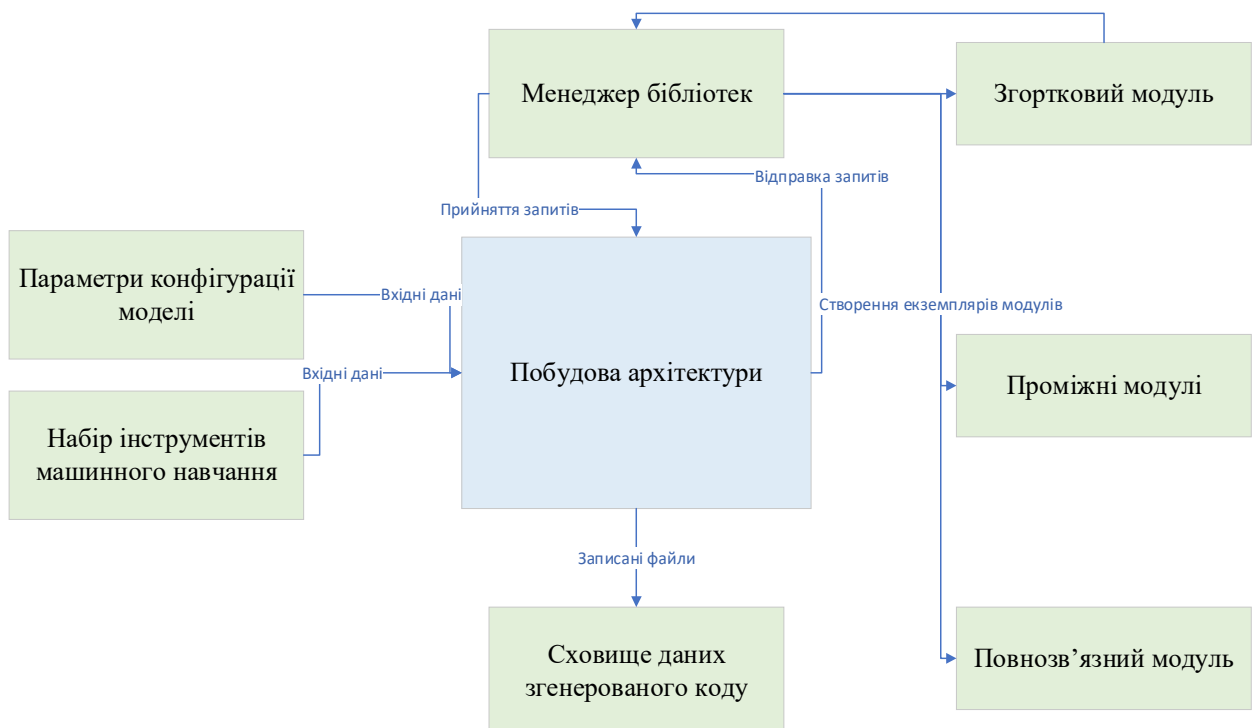 Менеджер бібліотек
Згортковий модуль
Відправка запитів
Прийняття запитів
Параметри конфігурації
моделі
Вхідні дані
Створення екземплярів модулів
Побудова архітектури
Вхідні дані
Проміжні модулі
Набір інструментів
машинного навчання
Записані файли
Сховище даних
згенерованого коду
Повнозв’язний модуль